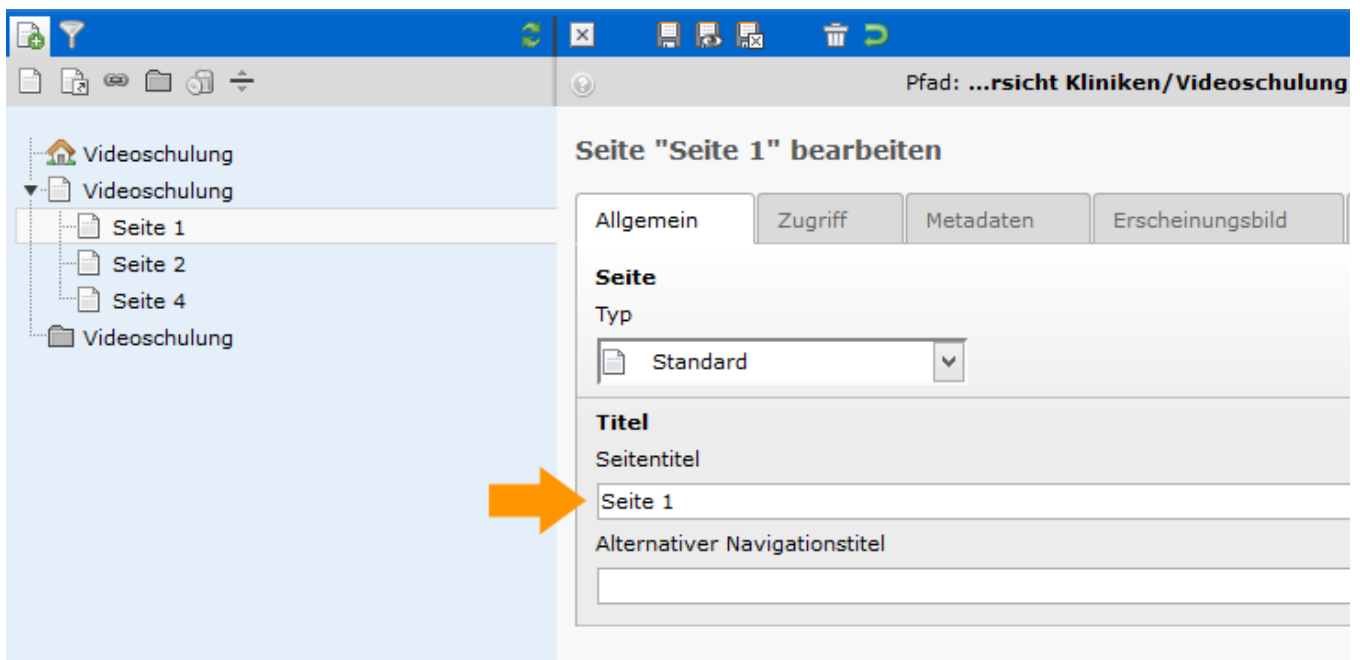 Pfad: ...rsicht Kliniken/Videoschulung
Videoschulung
Videoschulung
Seite 1
Seite 2
Seite 4
Videoschulung
Seite "Seite 1" bearbeiten
Allgemein Zugriff Metadaten Erscheinungsbild
Seite
Typ
Standard
Titel
Seitentitel
Seite 1
Alternativer Navigationstitel